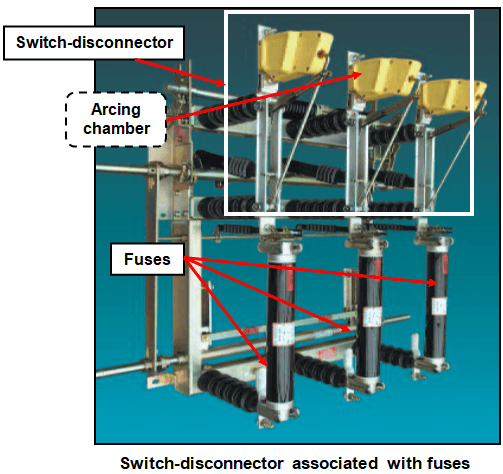 Switch-disconnector
Arcing
chamber
Fuses
Switch-disconnector associated with fuses